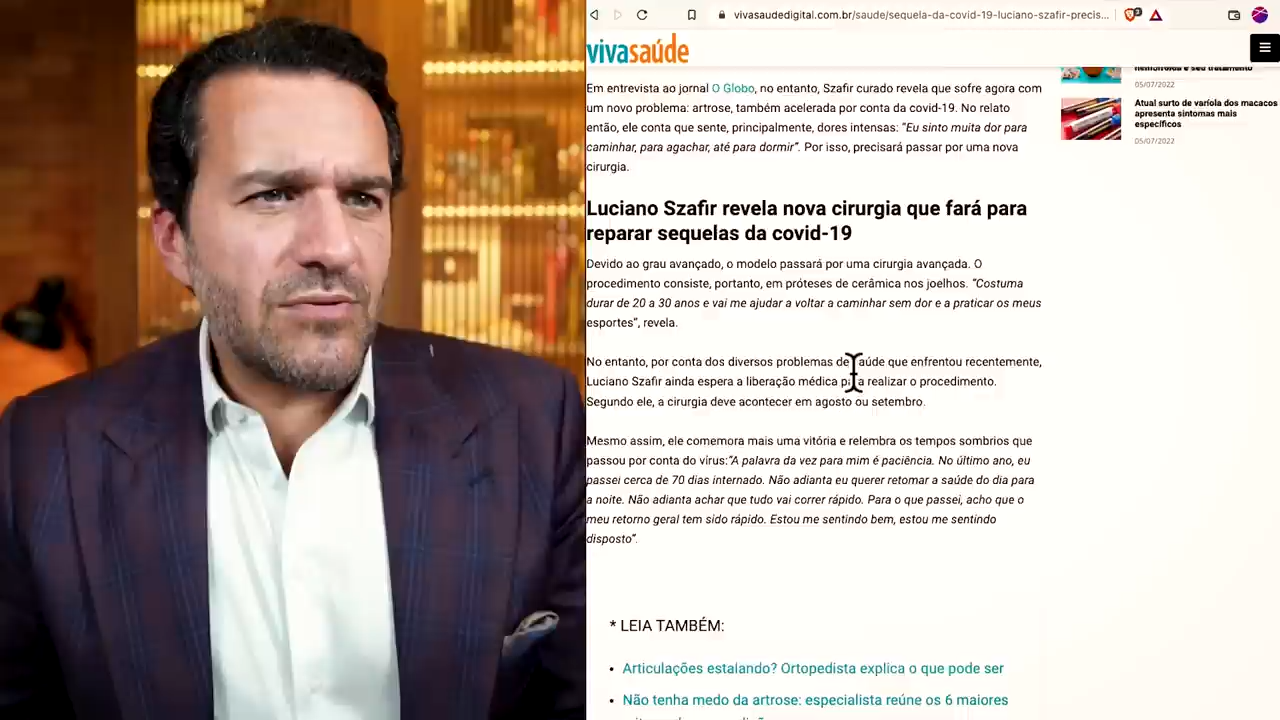 vivasaudedigital.com.br/saude/sequela-da-covid-19-luciano-szafir-precis...
3
vivasaúde
05/07/2022
Atual surto de varíola dos macacos
apresenta sintomas mais
específicos
05/07/2022
Em entrevista ao jornal O Globo, no entanto, Szafir curado revela que sofre agora com
um novo problema: artrose, também acelerada por conta da covid-19. No relato
então, ele conta que sente, principalmente, dores intensas: "Eu sinto muita dor para
caminhar, para agachar, até para dormir". Por isso, precisará passar por uma nova
cirurgia.
Luciano Szafir revela nova cirurgia que fará para
reparar sequelas da covid-19
Devido ao grau avançado, o modelo passará por uma cirurgia avançada. O
procedimento consiste, portanto, em próteses de cerâmica nos joelhos. "Costuma
durar de 20 a 30 anos e vai me ajudar a voltar a caminhar sem dor e a praticar os meus
esportes", revela.
No entanto, por conta dos diversos problemas de saúde que enfrentou recentemente,
Luciano Szafir ainda espera a liberação médica para realizar o procedimento.
Segundo ele, a cirurgia deve acontecer em agosto ou setembro.
Mesmo assim, ele comemora mais uma vitória e relembra os tempos sombrios que
passou por conta do vírus:"A palavra da vez para mim é paciência. No último ano, eu
passei cerca de 70 dias internado. Não adianta eu querer retomar a saúde do dia para
a noite. Não adianta achar que tudo vai correr rápido. Para o que passei, acho que o
meu retorno geral tem sido rápido. Estou me sentindo bem, estou me sentindo
disposto".
* LEIA TAMBÉM:
• Articulações estalando? Ortopedista explica o que pode ser
• Não tenha medo da artrose: especialista reúne os 6 maiores